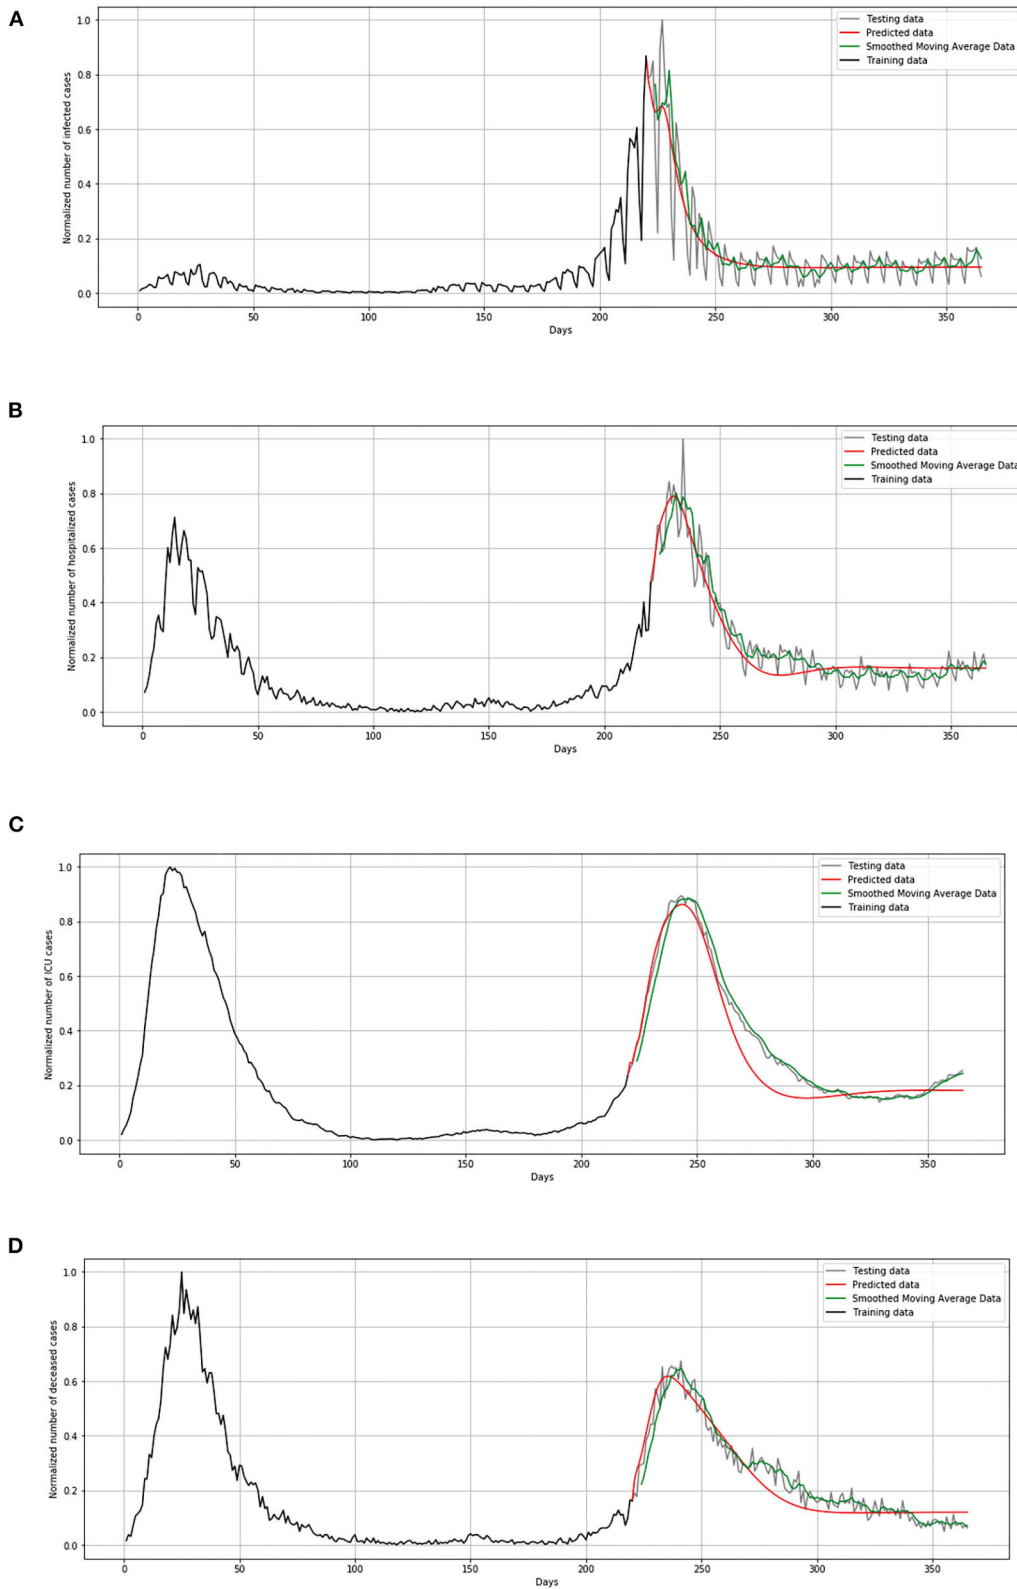 A
Normalized number of infected cases
1.0
0.8
0.6
0.4
0.2
0.0
0
50
100
150
200
250
300
350
Days
Testing data
Predicted data
Smoothed Moving Average Data
Training data
B
Normalized number of hospitalized cases
1.0
0.8
0.6
0.4
0.2
0.0
0
50
100
150
200
250
300
350
Days
Testing data
Predicted data
Smoothed Moving Average Data
Training data
C
Normalized number of ICU cases
1.0
0.8
0.6
0.4
0.2
0.0
0
50
100
150
200
250
300
350
Days
Testing data
Predicted data
Smoothed Moving Average Data
Training data
D
Normalized number of deceased cases
1.0
0.8
0.6
0.4
0.2
0.0
0
50
100
150
200
250
300
350
Days
Testing data
Predicted data
Smoothed Moving Average Data
Training data